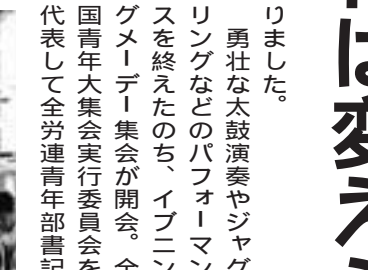 は変え
りました。
　勇壮な太鼓演奏やジャグ
リングなどのパフォーマン
スを終えたのち、イブニン
グメーデー集会が開会。全
国青年大集会実行委員会を
代表して全労連青年部書記